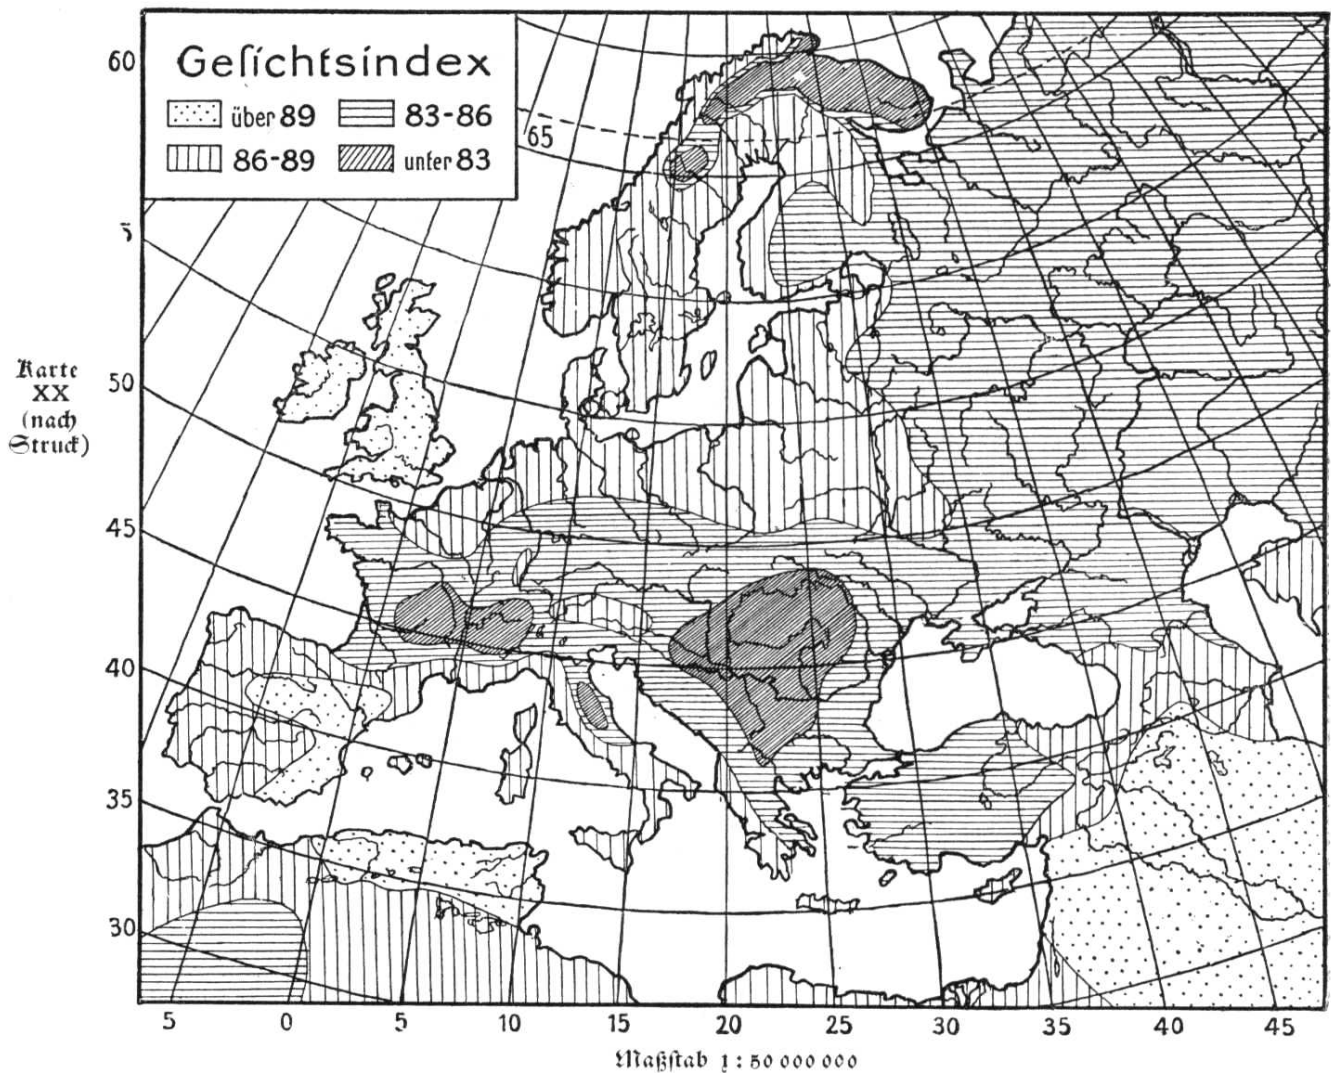 Geſichtsindex
über 89
83-86
86-89
unter 83
60
65
5
50
45
40
35
30
Karte
XX
(nach
Struck)
5 0 5 10 15 20 25 30 35 40 45
Maßſtab 1 : 50 000 000